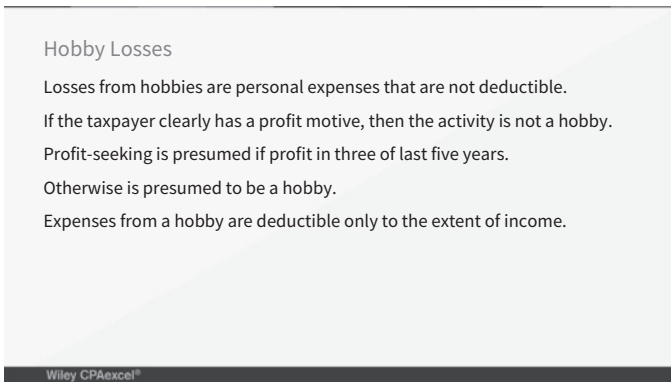 Hobby Losses
Losses from hobbies are personal expenses that are not deductible.
If the taxpayer clearly has a profit motive, then the activity is not a hobby.
Profit-seeking is presumed if profit in three of last five years.
Otherwise is presumed to be a hobby.
Expenses from a hobby are deductible only to the extent of income.
Wiley CPAexcel®